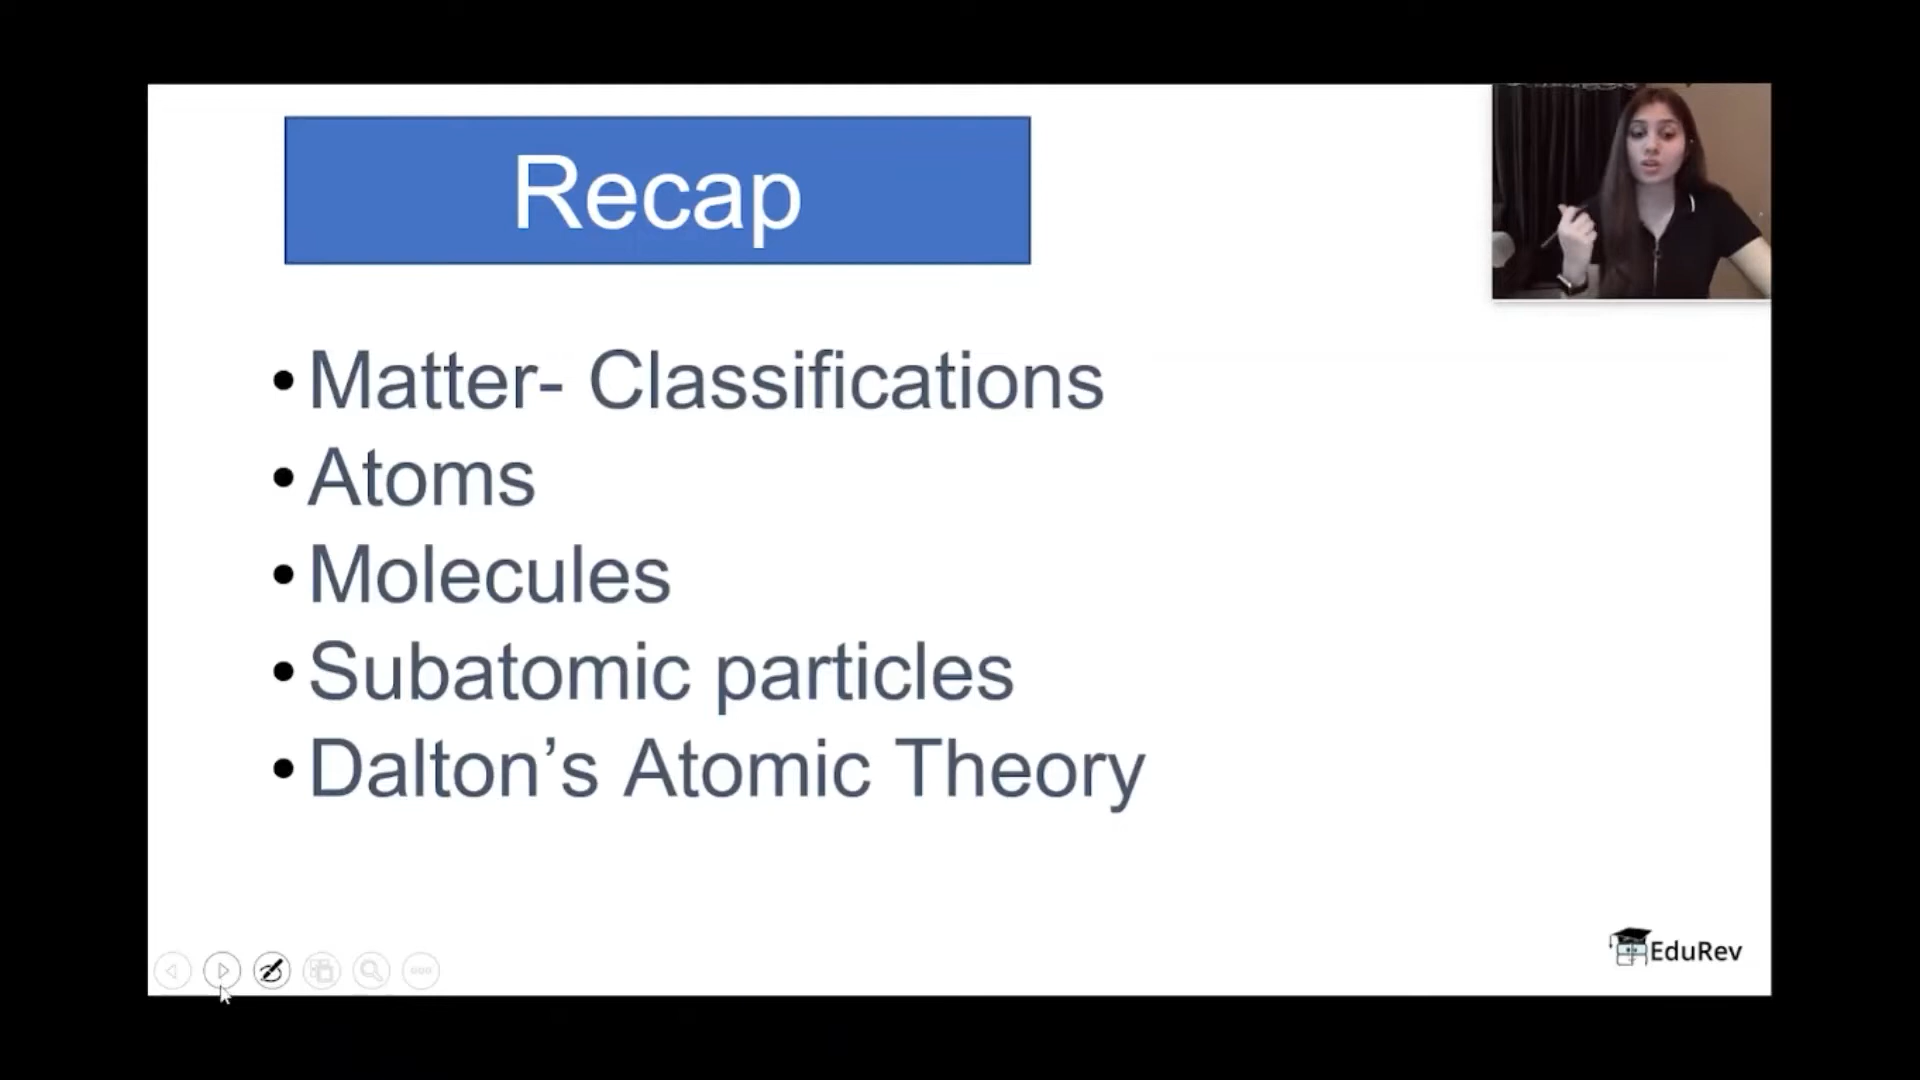 Recap
• Matter- Classifications
• Atoms
• Molecules
• Subatomic particles
• Dalton’s Atomic Theory
EduRev